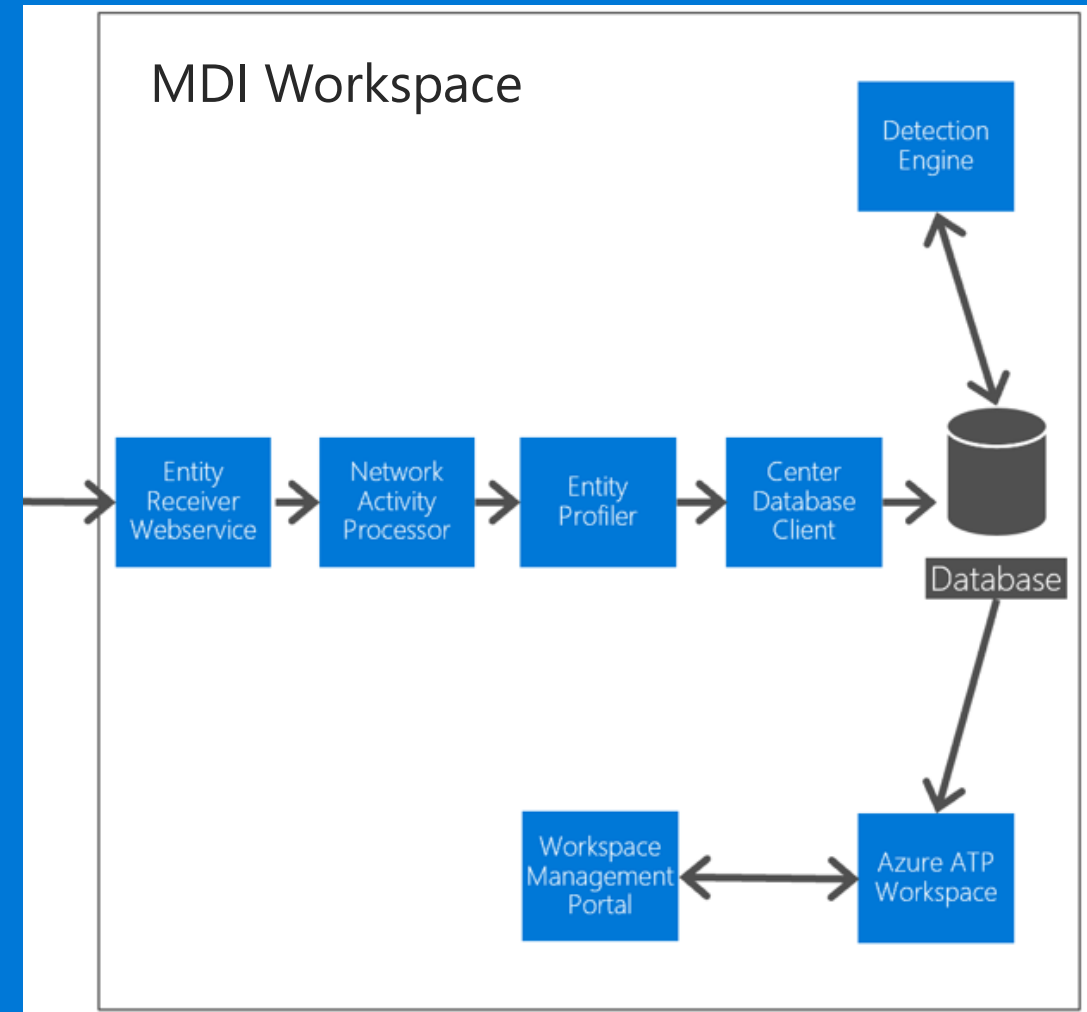 MDI Workspace
Detection
Engine
Entity
Receiver
Webservice
Network
Activity
Processor
Entity
Profiler
Center
Database
Client
Database
Workspace
Management
Portal
Azure ATP
Workspace